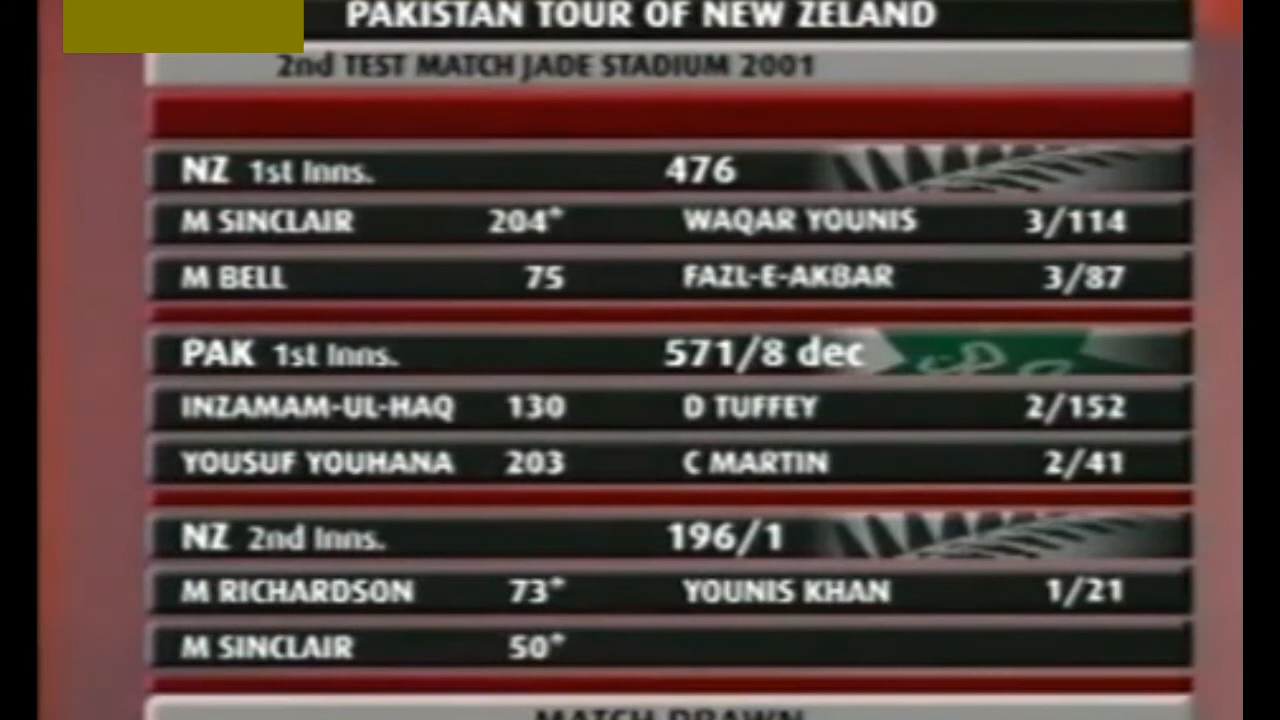 PAKISTAN TOUR OF NEW ZELAND
2nd TEST MATCH JADE STADIUM 2001
NZ 1st Inns. 476
M SINCLAIR 204* WAQAR YOUNIS 3/114
M BELL 75 FAZL-E-AKBAR 3/87
PAK 1st Inns. 571/8 dec
INZAMAM-UL-HAQ 130 D TUFFEY 2/152
YOUSUF YOUHANA 203 C MARTIN 2/41
NZ 2nd Inns. 196/1
M RICHARDSON 73* YOUNIS KHAN 1/21
M SINCLAIR 50*
MATCH DRAWN